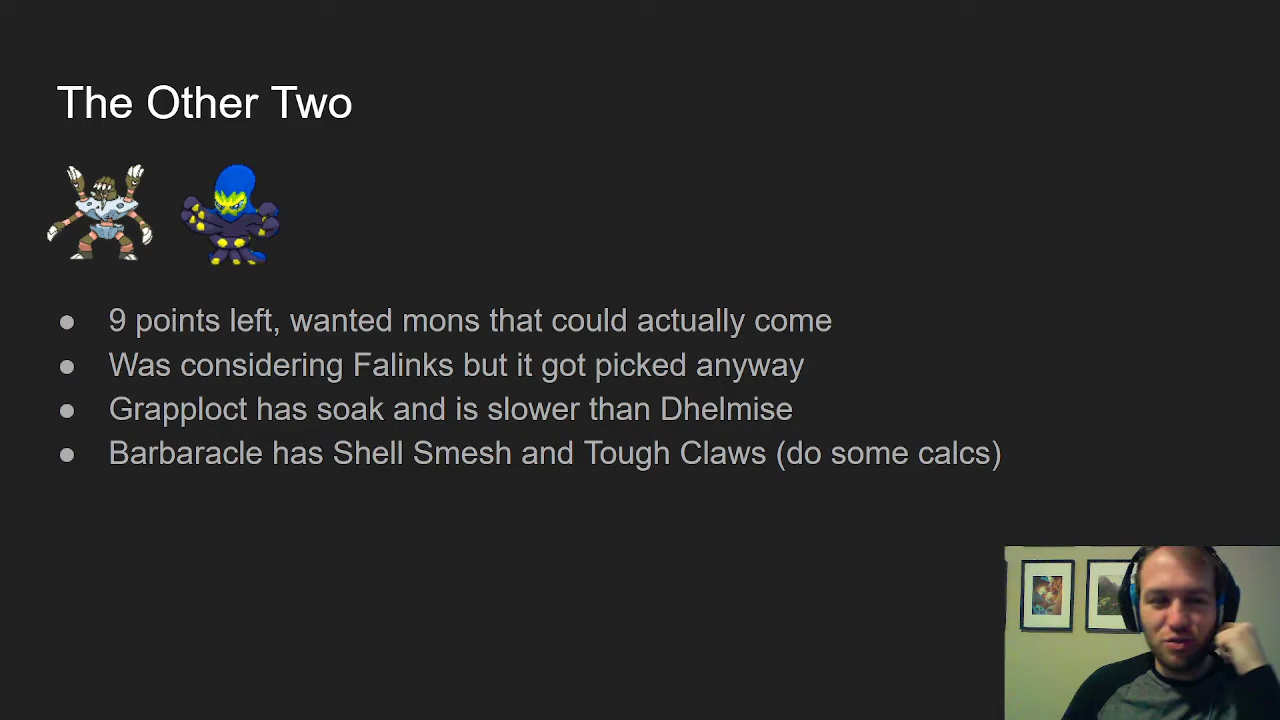 The Other Two
● 9 points left, wanted mons that could actually come
● Was considering Falinks but it got picked anyway
● Grapploct has soak and is slower than Dhelmise
● Barbaracle has Shell Smesh and Tough Claws (do some calcs)